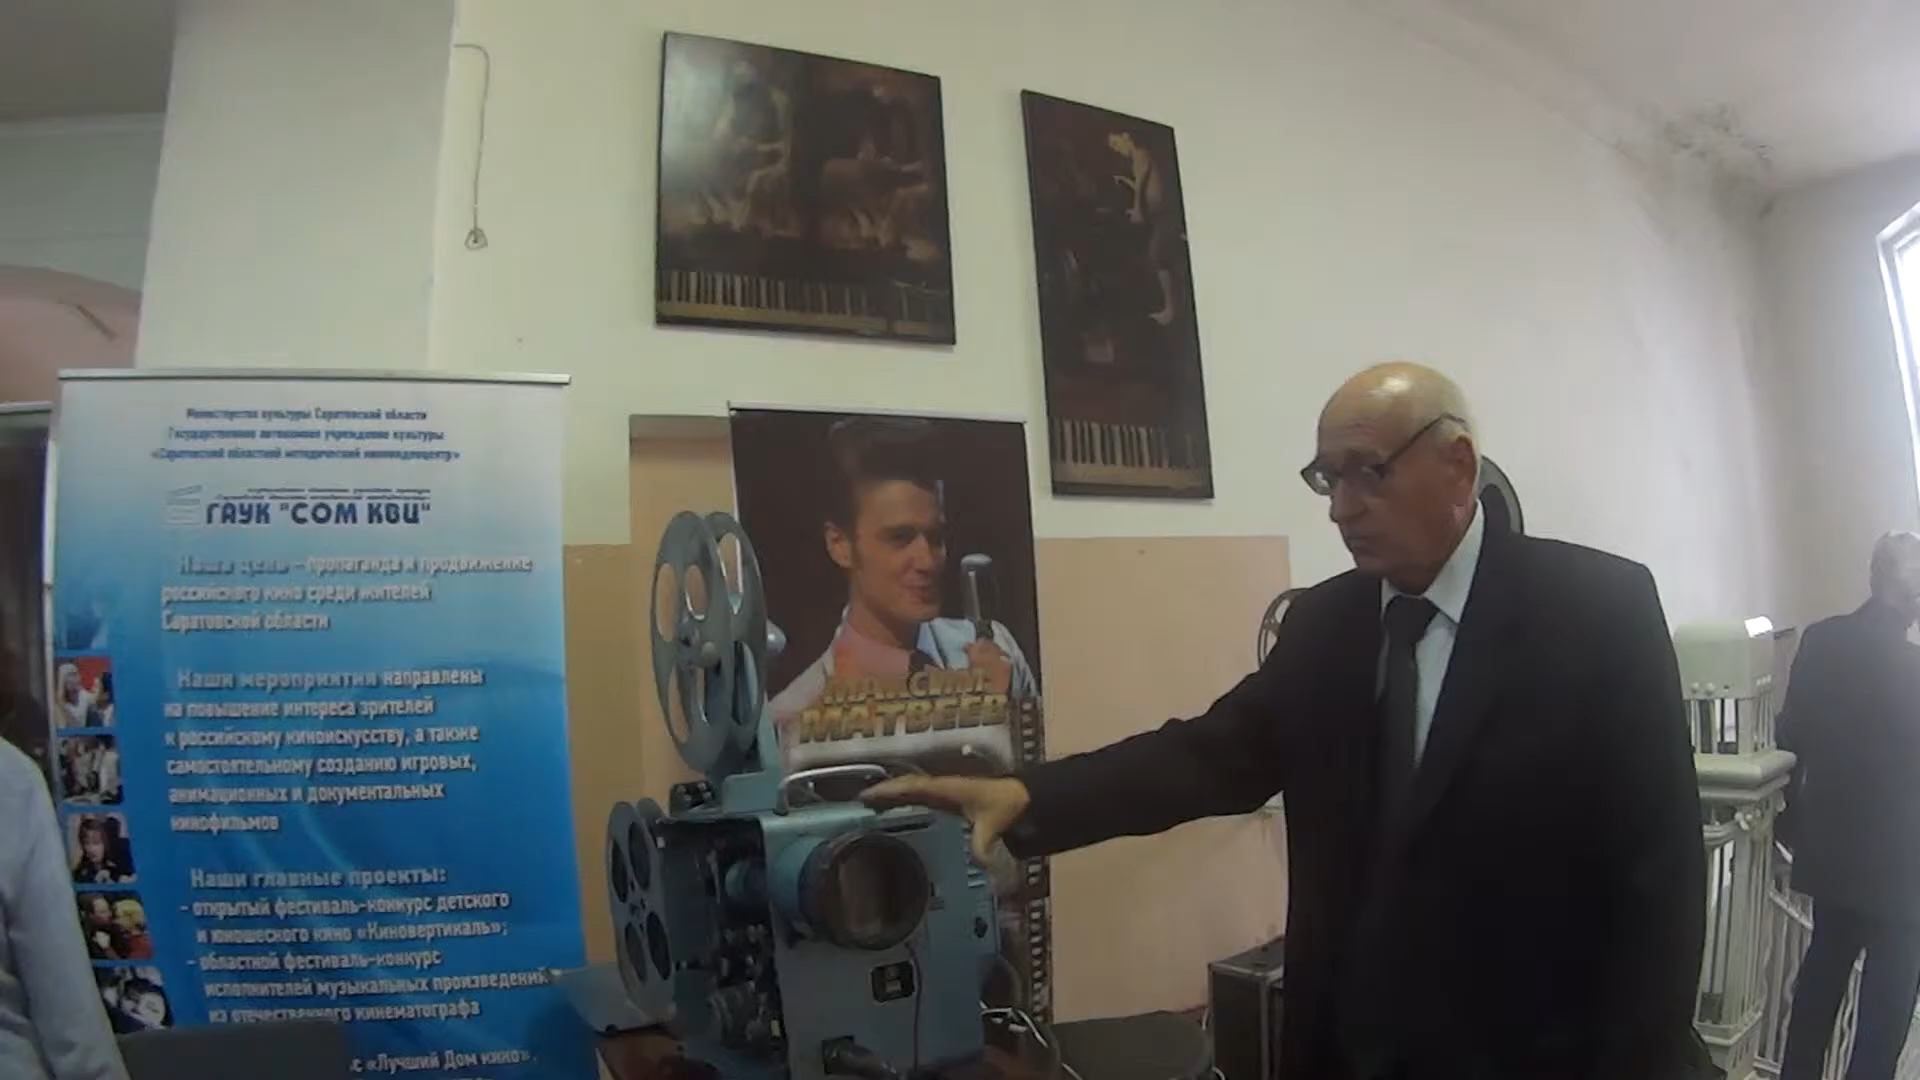 Министерство культуры Саратовской области
Государственное автономное учреждение культуры
«Саратовский областной методический киновидеоцентр»
ГАУК "СОМ КВЦ"
Наша цель – пропаганда и продвижение
российского кино среди жителей
Саратовской области
Наши мероприятия направлены
на повышение интереса зрителей
к российскому киноискусству, а также
самостоятельному созданию игровых,
анимационных и документальных
кинофильмов
Наши главные проекты:
- открытый фестиваль-конкурс детского
и юношеского кино «Киновертикаль»;
- областной фестиваль-конкурс
исполнителей музыкальных произведений
из отечественного кинематографа
с «Лучший Дом кино».
МАКСИМ
МАТВЕЕВ